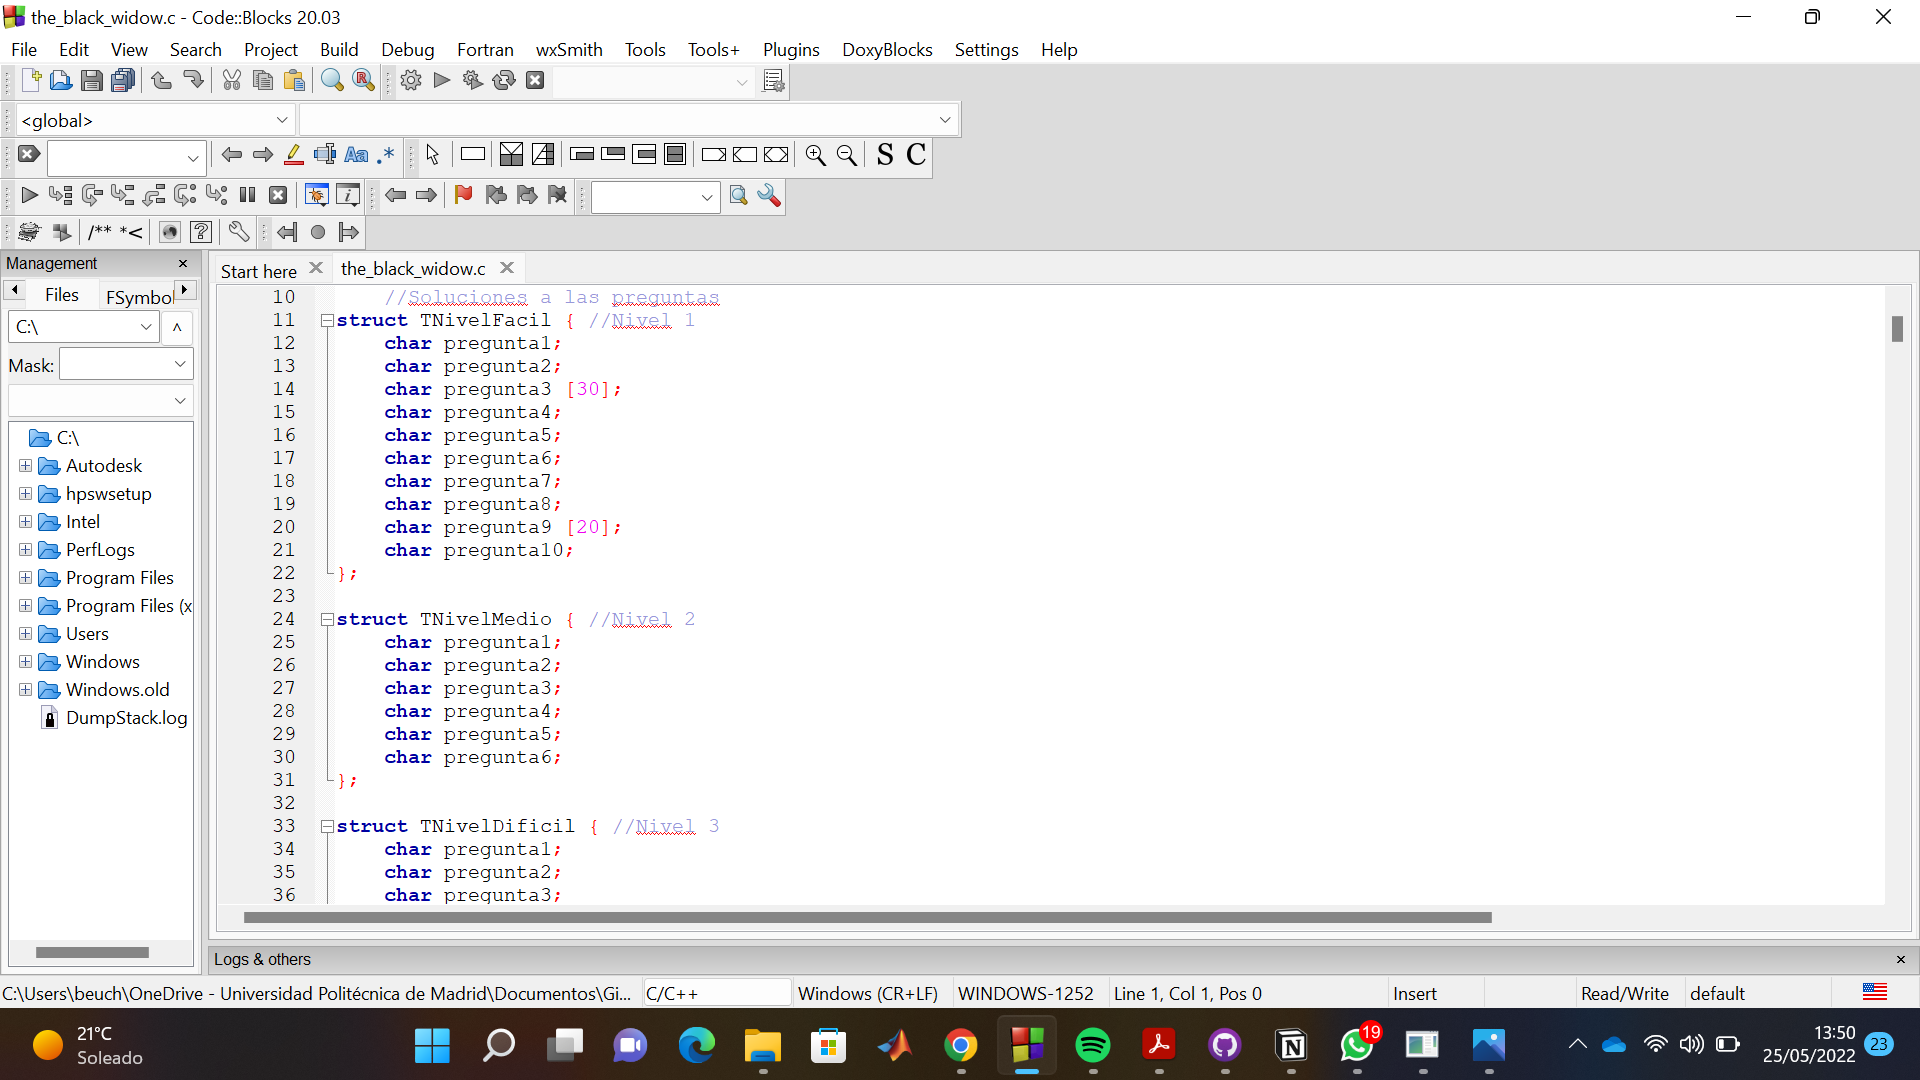 the_black_widow.c - Code::Blocks 20.03
File Edit View Search Project Build Debug Fortran wxSmith Tools Tools+ Plugins DoxyBlocks Settings Help
<global>
Aa .* S C
/** *<
Management
Start here the_black_widow.c
Files FSymbol
C:\
Mask:
C:\
Autodesk
hpswsetup
Intel
PerfLogs
Program Files
Program Files (x
Users
Windows
Windows.old
DumpStack.log
10 //Soluciones a las preguntas
11 struct TNivelFacil { //Nivel 1
12 char pregunta1;
13 char pregunta2;
14 char pregunta3 [30];
15 char pregunta4;
16 char pregunta5;
17 char pregunta6;
18 char pregunta7;
19 char pregunta8;
20 char pregunta9 [20];
21 char pregunta10;
22 };
23
24 struct TNivelMedio { //Nivel 2
25 char pregunta1;
26 char pregunta2;
27 char pregunta3;
28 char pregunta4;
29 char pregunta5;
30 char pregunta6;
31 };
32
33 struct TNivelDificil { //Nivel 3
34 char pregunta1;
35 char pregunta2;
36 char pregunta3;
Logs & others
C:\Users\beuch\OneDrive - Universidad Politécnica de Madrid\Documentos\Gi... C/C++ Windows (CR+LF) WINDOWS-1252 Line 1, Col 1, Pos 0 Insert Read/Write default
21°C
Soleado
19
13:50
25/05/2022
23